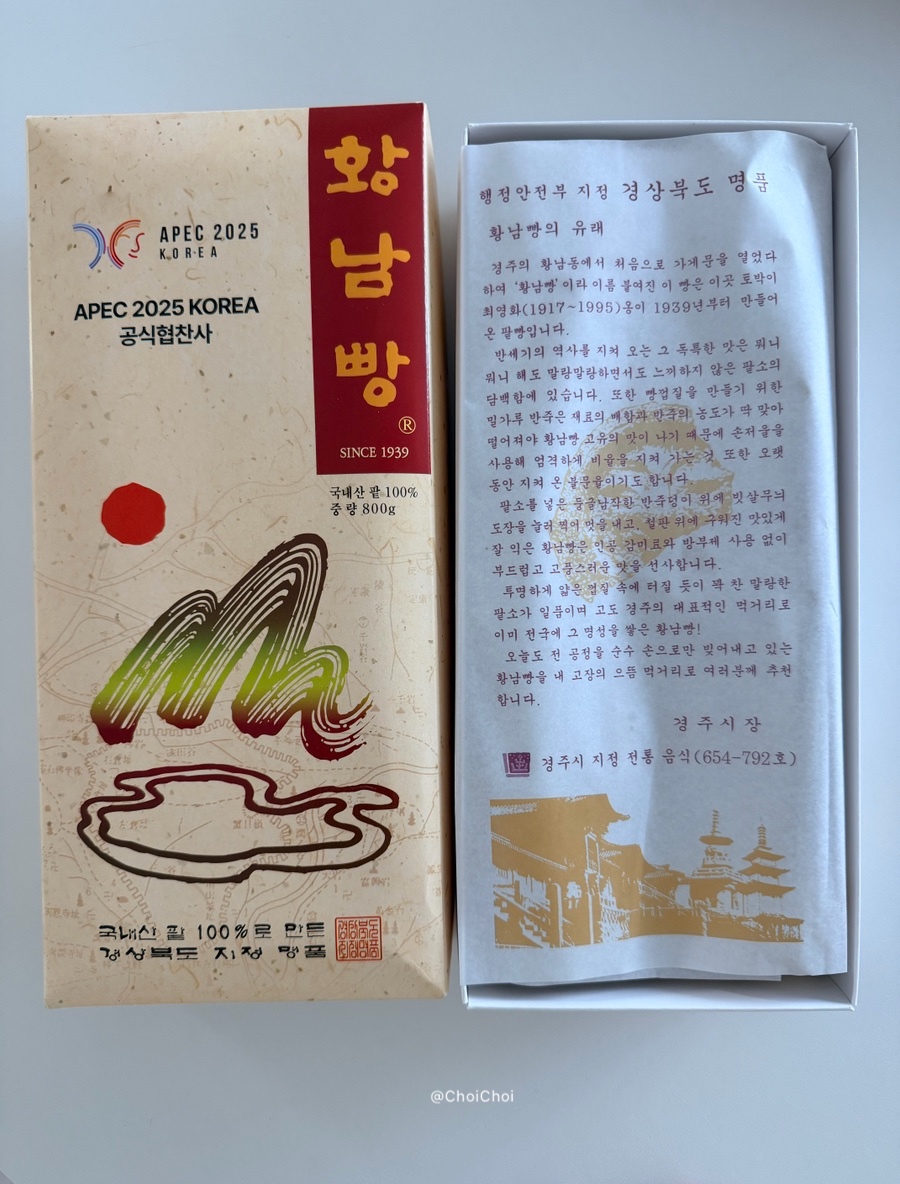 황남빵
®
SINCE 1939
APEC 2025
KOREA
APEC 2025 KOREA
공식협찬사
국내산 팥 100%
중량 800g
국내산 팥 100%로 만든
경상북도 지정 명품
행정안전부 지정 경상북도 명품
황남빵의 유래
경주의 황남동에서 처음으로 가게문을 열었다
하여 '황남빵'이라 이름 붙여진 이 빵은 이곳 토박이
최영화(1917~1995)옹이 1939년부터 만들어
온 팥빵입니다.
반세기의 역사를 지켜 오는 그 독특한 맛은 뭐니
뭐니 해도 말랑말랑하면서도 느끼하지 않은 팥소의
담백함에 있습니다. 또한 빵껍질을 만들기 위한
밀가루 반죽은 재료의 배합과 반죽의 농도가 딱 맞아
떨어져야 황남빵 고유의 맛이 나기 때문에 손저울을
사용해 엄격하게 비율을 지켜 가는 것 또한 오랫
동안 지켜 온 불문율이기도 합니다.
팥소를 넣은 둥글납작한 반죽덩이 위에 빗살무늬
도장을 눌러 찍어 멋을 내고, 철판 위에 구워진 맛있게
잘 익은 황남빵은 인공 감미료와 방부제 사용 없이
부드럽고 고풍스러운 맛을 선사합니다.
투명하게 얇은 껍질 속에 터질 듯이 꽉 찬 말랑한
팥소가 일품이며 고도 경주의 대표적인 먹거리로
이미 전국에 그 명성을 쌓은 황남빵!
오늘도 전 공정을 순수 손으로만 빚어내고 있는
황남빵을 내 고장의 으뜸 먹거리로 여러분께 추천
합니다.
경주시장
경주시 지정 전통 음식(654-792호)
@ChoiChoi